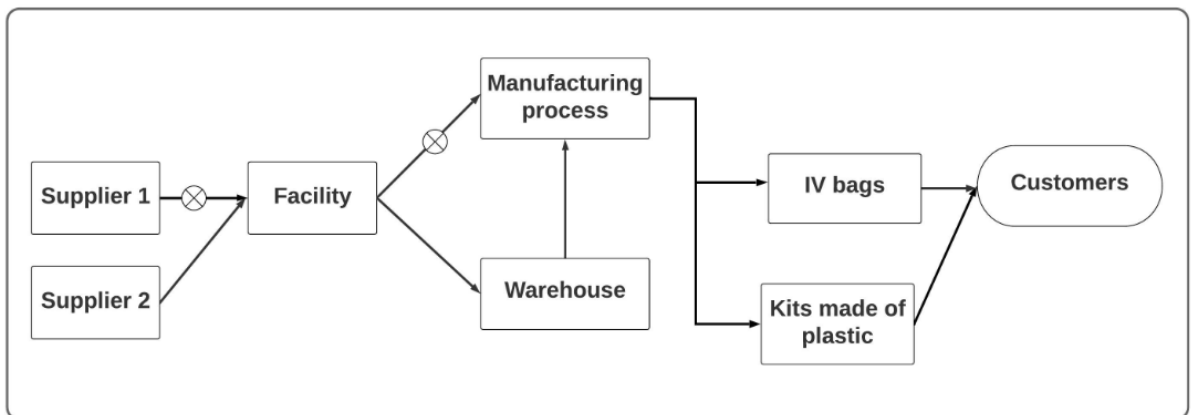 Manufacturing
process
Supplier 1
Facility
IV bags
Customers
Supplier 2
Warehouse
Kits made of
plastic